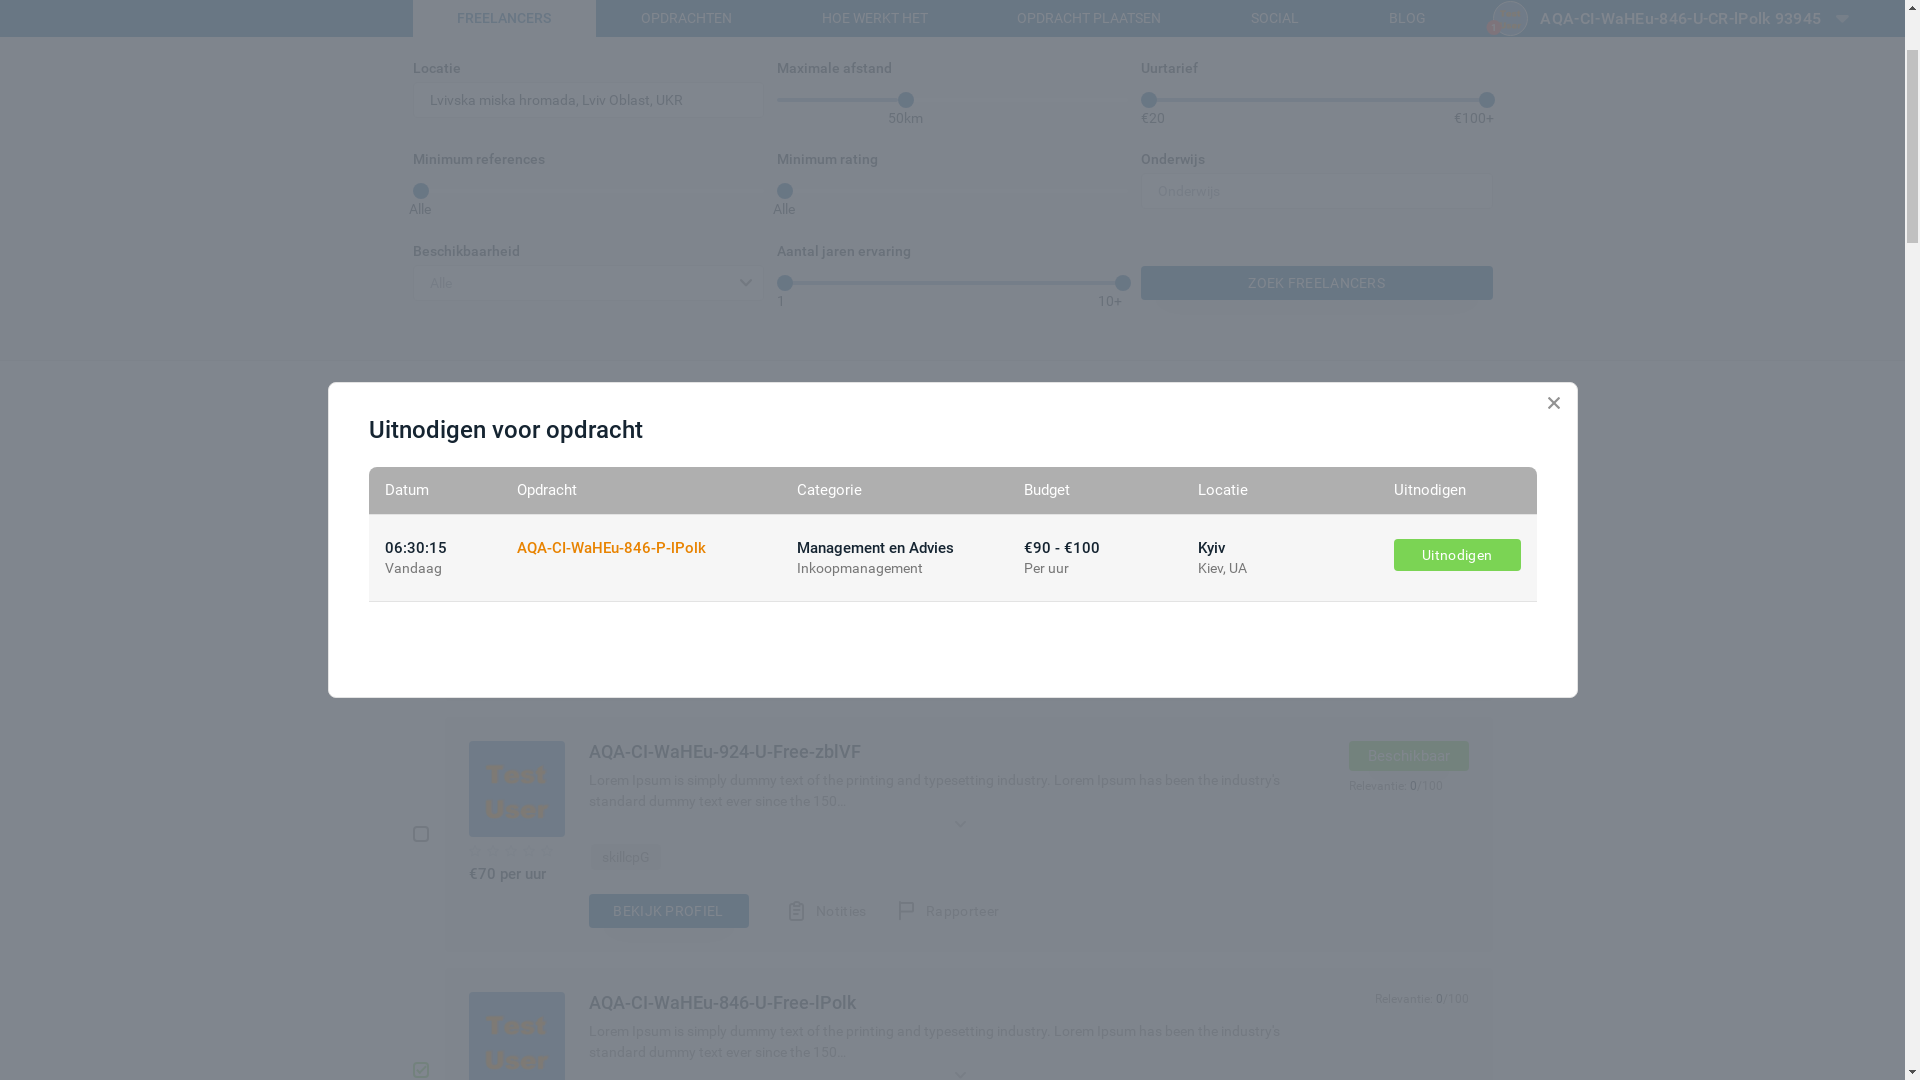 FREELANCERS OPDRACHTEN HOE WERKT HET OPDRACHT PLAATSEN SOCIAL BLOG AQA-CI-WaHEu-846-U-CR-lPolk 93945
Locatie Maximale afstand Uurtarief
Lvivska miska hromada, Lviv Oblast, UKR
50km €20 €100+
Minimum references Minimum rating Onderwijs
Onderwijs
Alle Alle
Beschikbaarheid Aantal jaren ervaring
Alle ZOEK FREELANCERS
1 10+
Uitnodigen voor opdracht
Datum Opdracht Categorie Budget Locatie Uitnodigen
06:30:15 AQA-CI-WaHEu-846-P-lPolk Management en Advies €90 - €100 Kyiv Uitnodigen
Vandaag Inkoopmanagement Per uur Kiev, UA
AQA-CI-WaHEu-924-U-Free-zblVF Beschikbaar
Lorem Ipsum is simply dummy text of the printing and typesetting industry. Lorem Ipsum has been the industry's Relevantie: 0/100
standard dummy text ever since the 150...
Test
User
skillcpG
€70 per uur
BEKIJK PROFIEL Notities Rapporteer
AQA-CI-WaHEu-846-U-Free-lPolk Relevantie: 0/100
Lorem Ipsum is simply dummy text of the printing and typesetting industry. Lorem Ipsum has been the industry's
standard dummy text ever since the 150...
Test
User